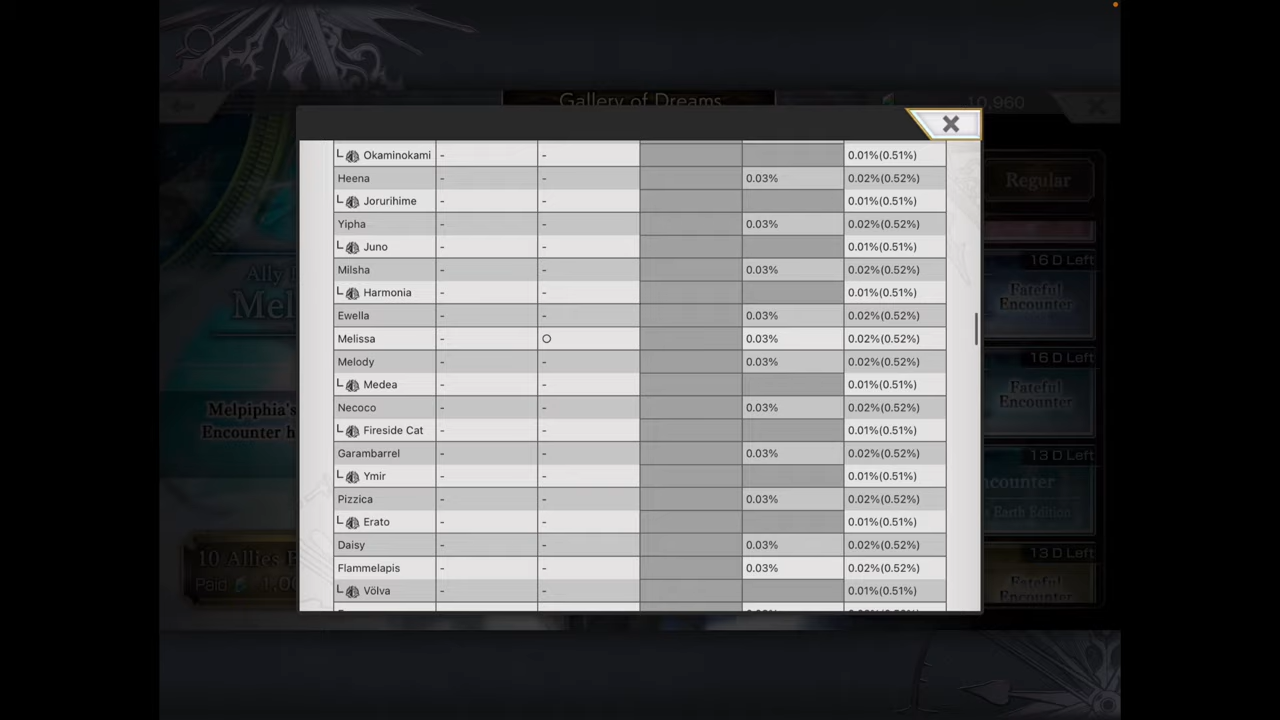 Gallery of Dreams
10,960
Okaminokami - - 0.01%(0.51%)
Heena - - 0.03% 0.02%(0.52%)
Jorurihime - - 0.01%(0.51%)
Yipha - - 0.03% 0.02%(0.52%)
Juno - - 0.01%(0.51%)
Milsha - - 0.03% 0.02%(0.52%)
Harmonia - - 0.01%(0.51%)
Ewella - - 0.03% 0.02%(0.52%)
Melissa - ○ 0.03% 0.02%(0.52%)
Melody - - 0.03% 0.02%(0.52%)
Medea - - 0.01%(0.51%)
Necoco - - 0.03% 0.02%(0.52%)
Fireside Cat - - 0.01%(0.51%)
Garambarrel - - 0.03% 0.02%(0.52%)
Ymir - - 0.01%(0.51%)
Pizzica - - 0.03% 0.02%(0.52%)
Erato - - 0.01%(0.51%)
Daisy - - 0.03% 0.02%(0.52%)
Flammelapis - - 0.03% 0.02%(0.52%)
Völva - - 0.01%(0.51%)
Ally
Mel
Melpiphia's
Encounter
10 Allies
Paid
Regular
16 D Left
Fateful
Encounter
16 D Left
Fateful
Encounter
13 D Left
Earth Edition
13 D Left
Fateful